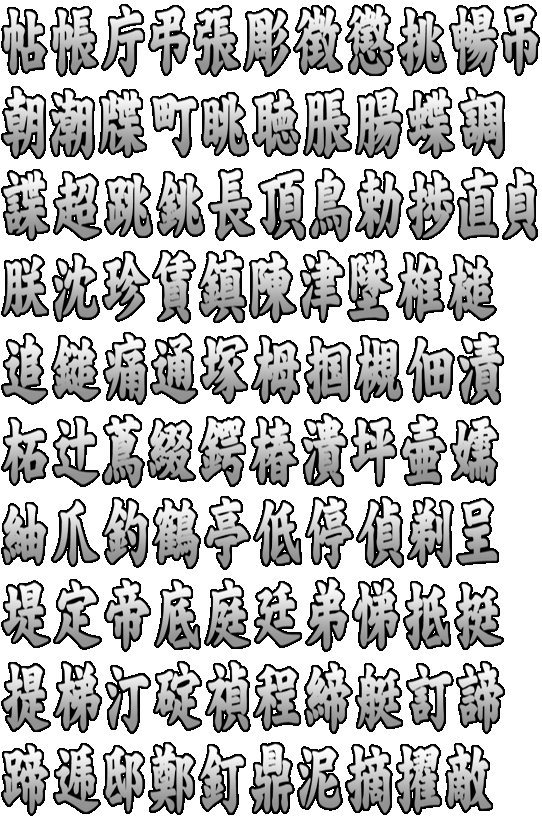 帖帳庁弔張彫徴懲挑暢吊
朝潮牒町眺聴脹腸蝶調
諜超跳銚長頂鳥勅捗直貞
朕沈珍賃鎮陳津墜椎槌
追鎚痛通塚栂掴槻佃漬
柘辻蔦綴鍔椿潰坪壷嬬
紬爪釣鶴亭低停偵剃呈
堤定帝底庭廷弟悌抵挺
提梯汀碇禎程締艇訂諦
蹄逓邸鄭釘鼎泥摘擢敵